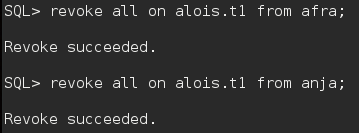 SQL> revoke all on alois.t1 from afra;
Revoke succeeded.
SQL> revoke all on alois.t1 from anja;
Revoke succeeded.